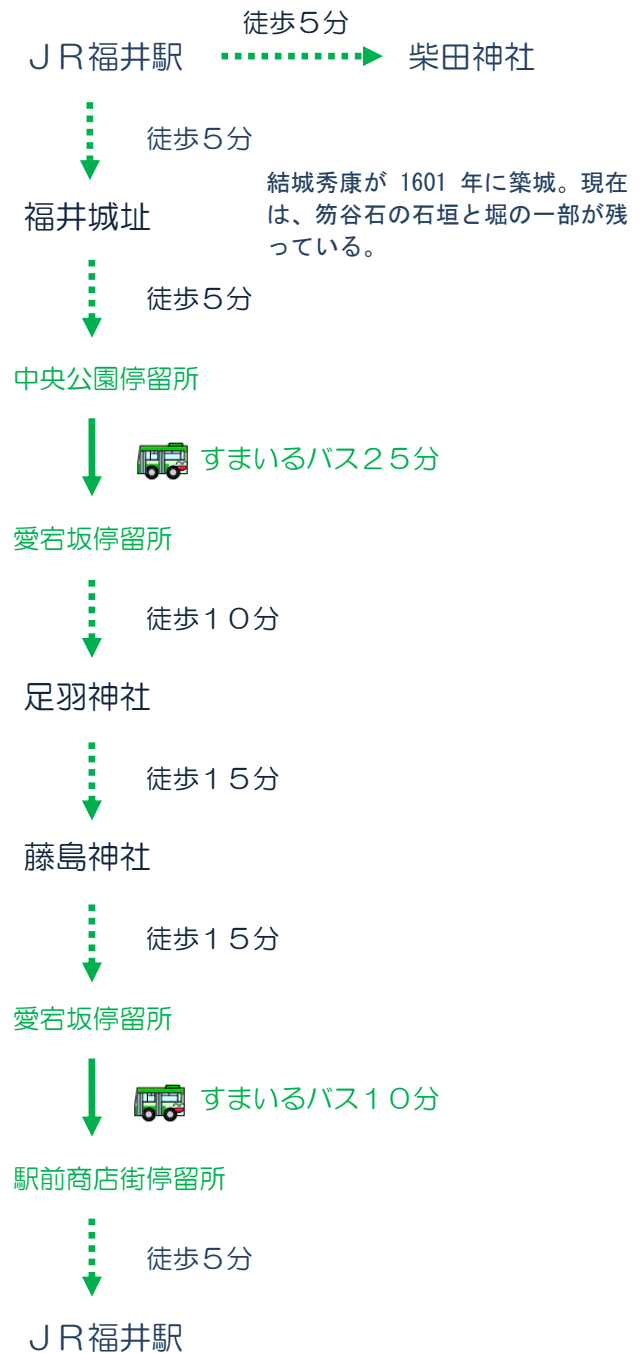 徒歩５分
ＪＲ福井駅 柴田神社
徒歩５分
結城秀康が 1601 年に築城。現在
は、笏谷石の石垣と堀の一部が残
っている。
福井城址
徒歩５分
中央公園停留所
すまいるバス２５分
愛宕坂停留所
徒歩１０分
足羽神社
徒歩１５分
藤島神社
徒歩１５分
愛宕坂停留所
すまいるバス１０分
駅前商店街停留所
徒歩５分
ＪＲ福井駅